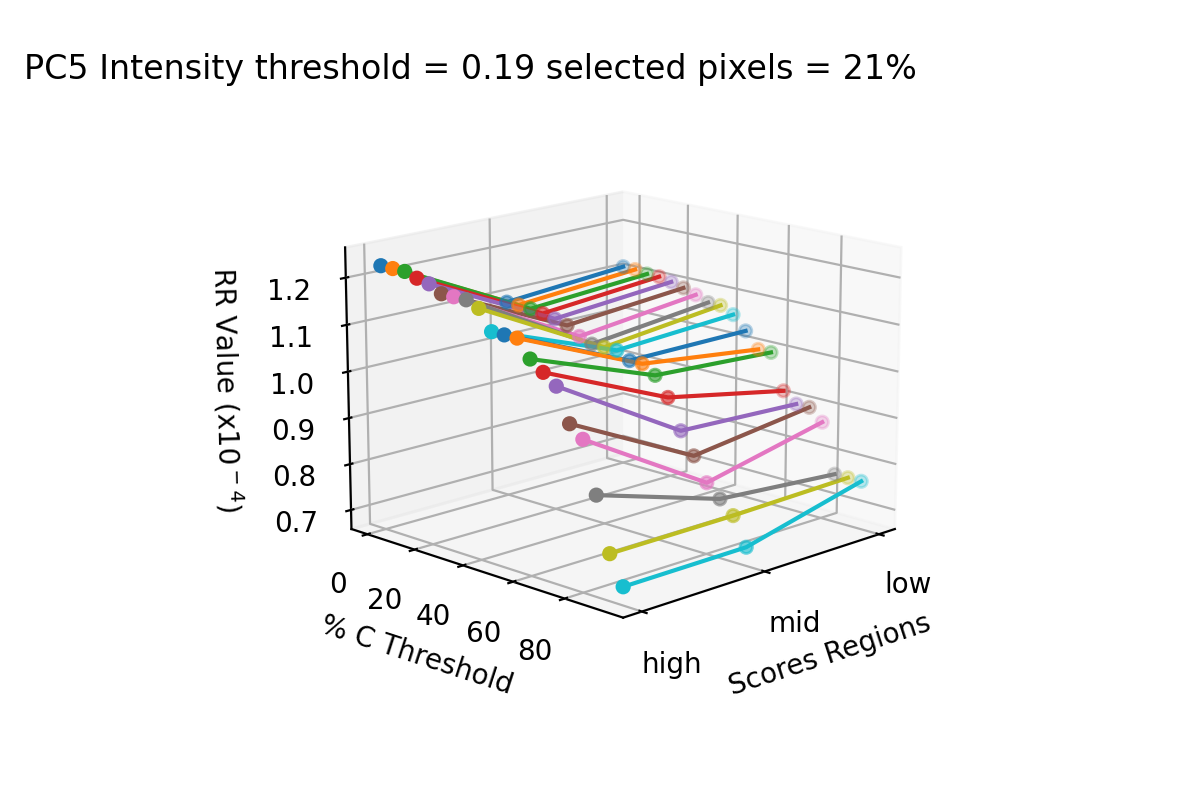 PC5 Intensity threshold = 0.19 selected pixels = 21%
RR Value (x10⁻⁴)
1.2
1.1
1.0
0.9
0.8
0.7
0
20
40
60
80
% C Threshold
high
mid
low
Scores Regions